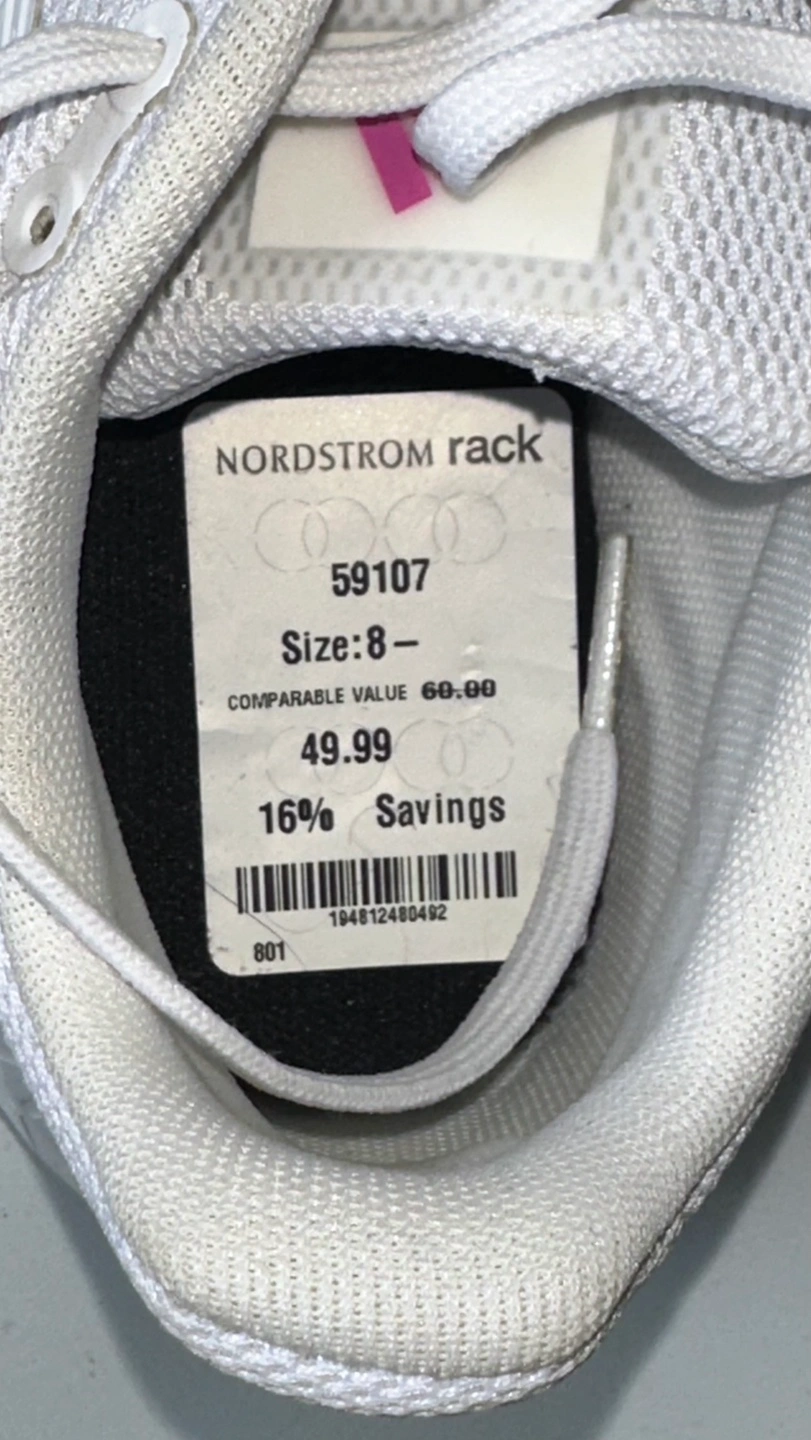 NORDSTROM rack
59107
Size:8–
COMPARABLE VALUE 60.00
49.99
16% Savings
194812480492
801